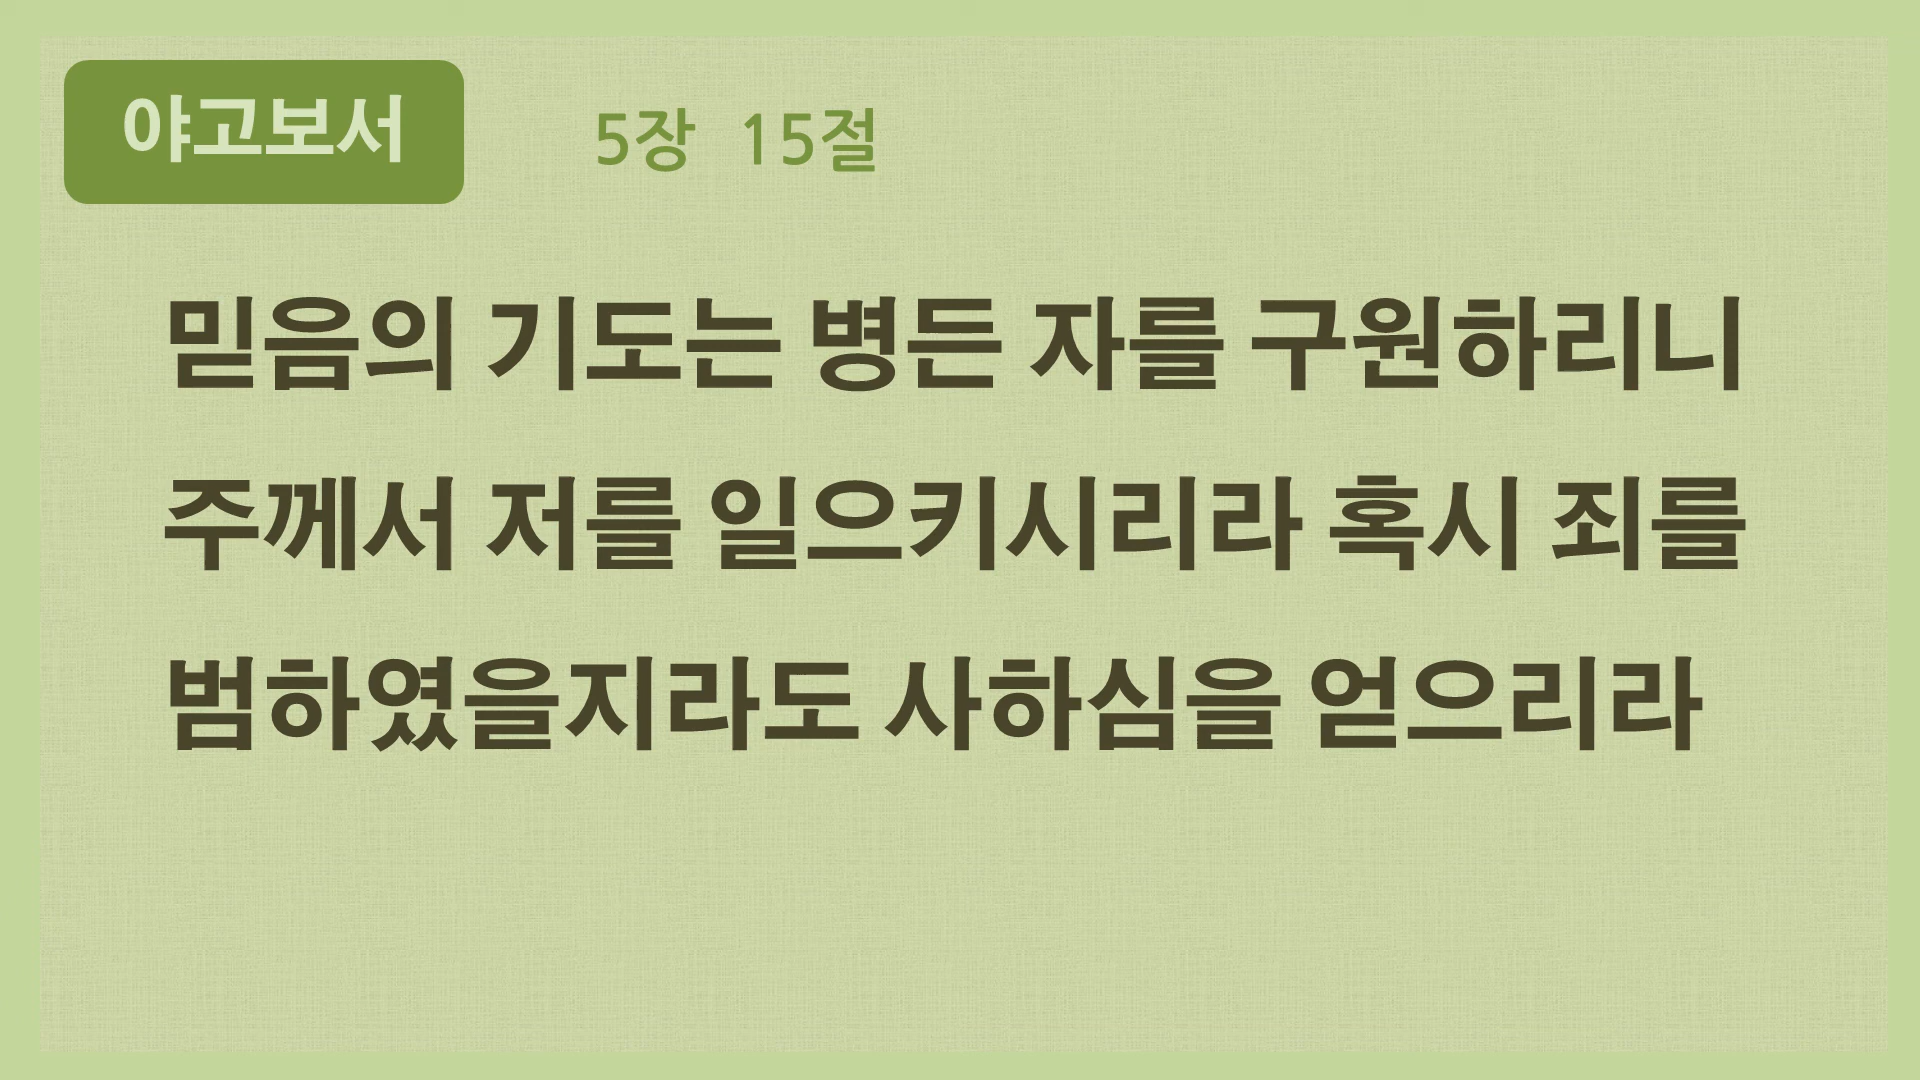 야고보서 5장 15절
믿음의 기도는 병든 자를 구원하리니
주께서 저를 일으키시리라 혹시 죄를
범하였을지라도 사하심을 얻으리라